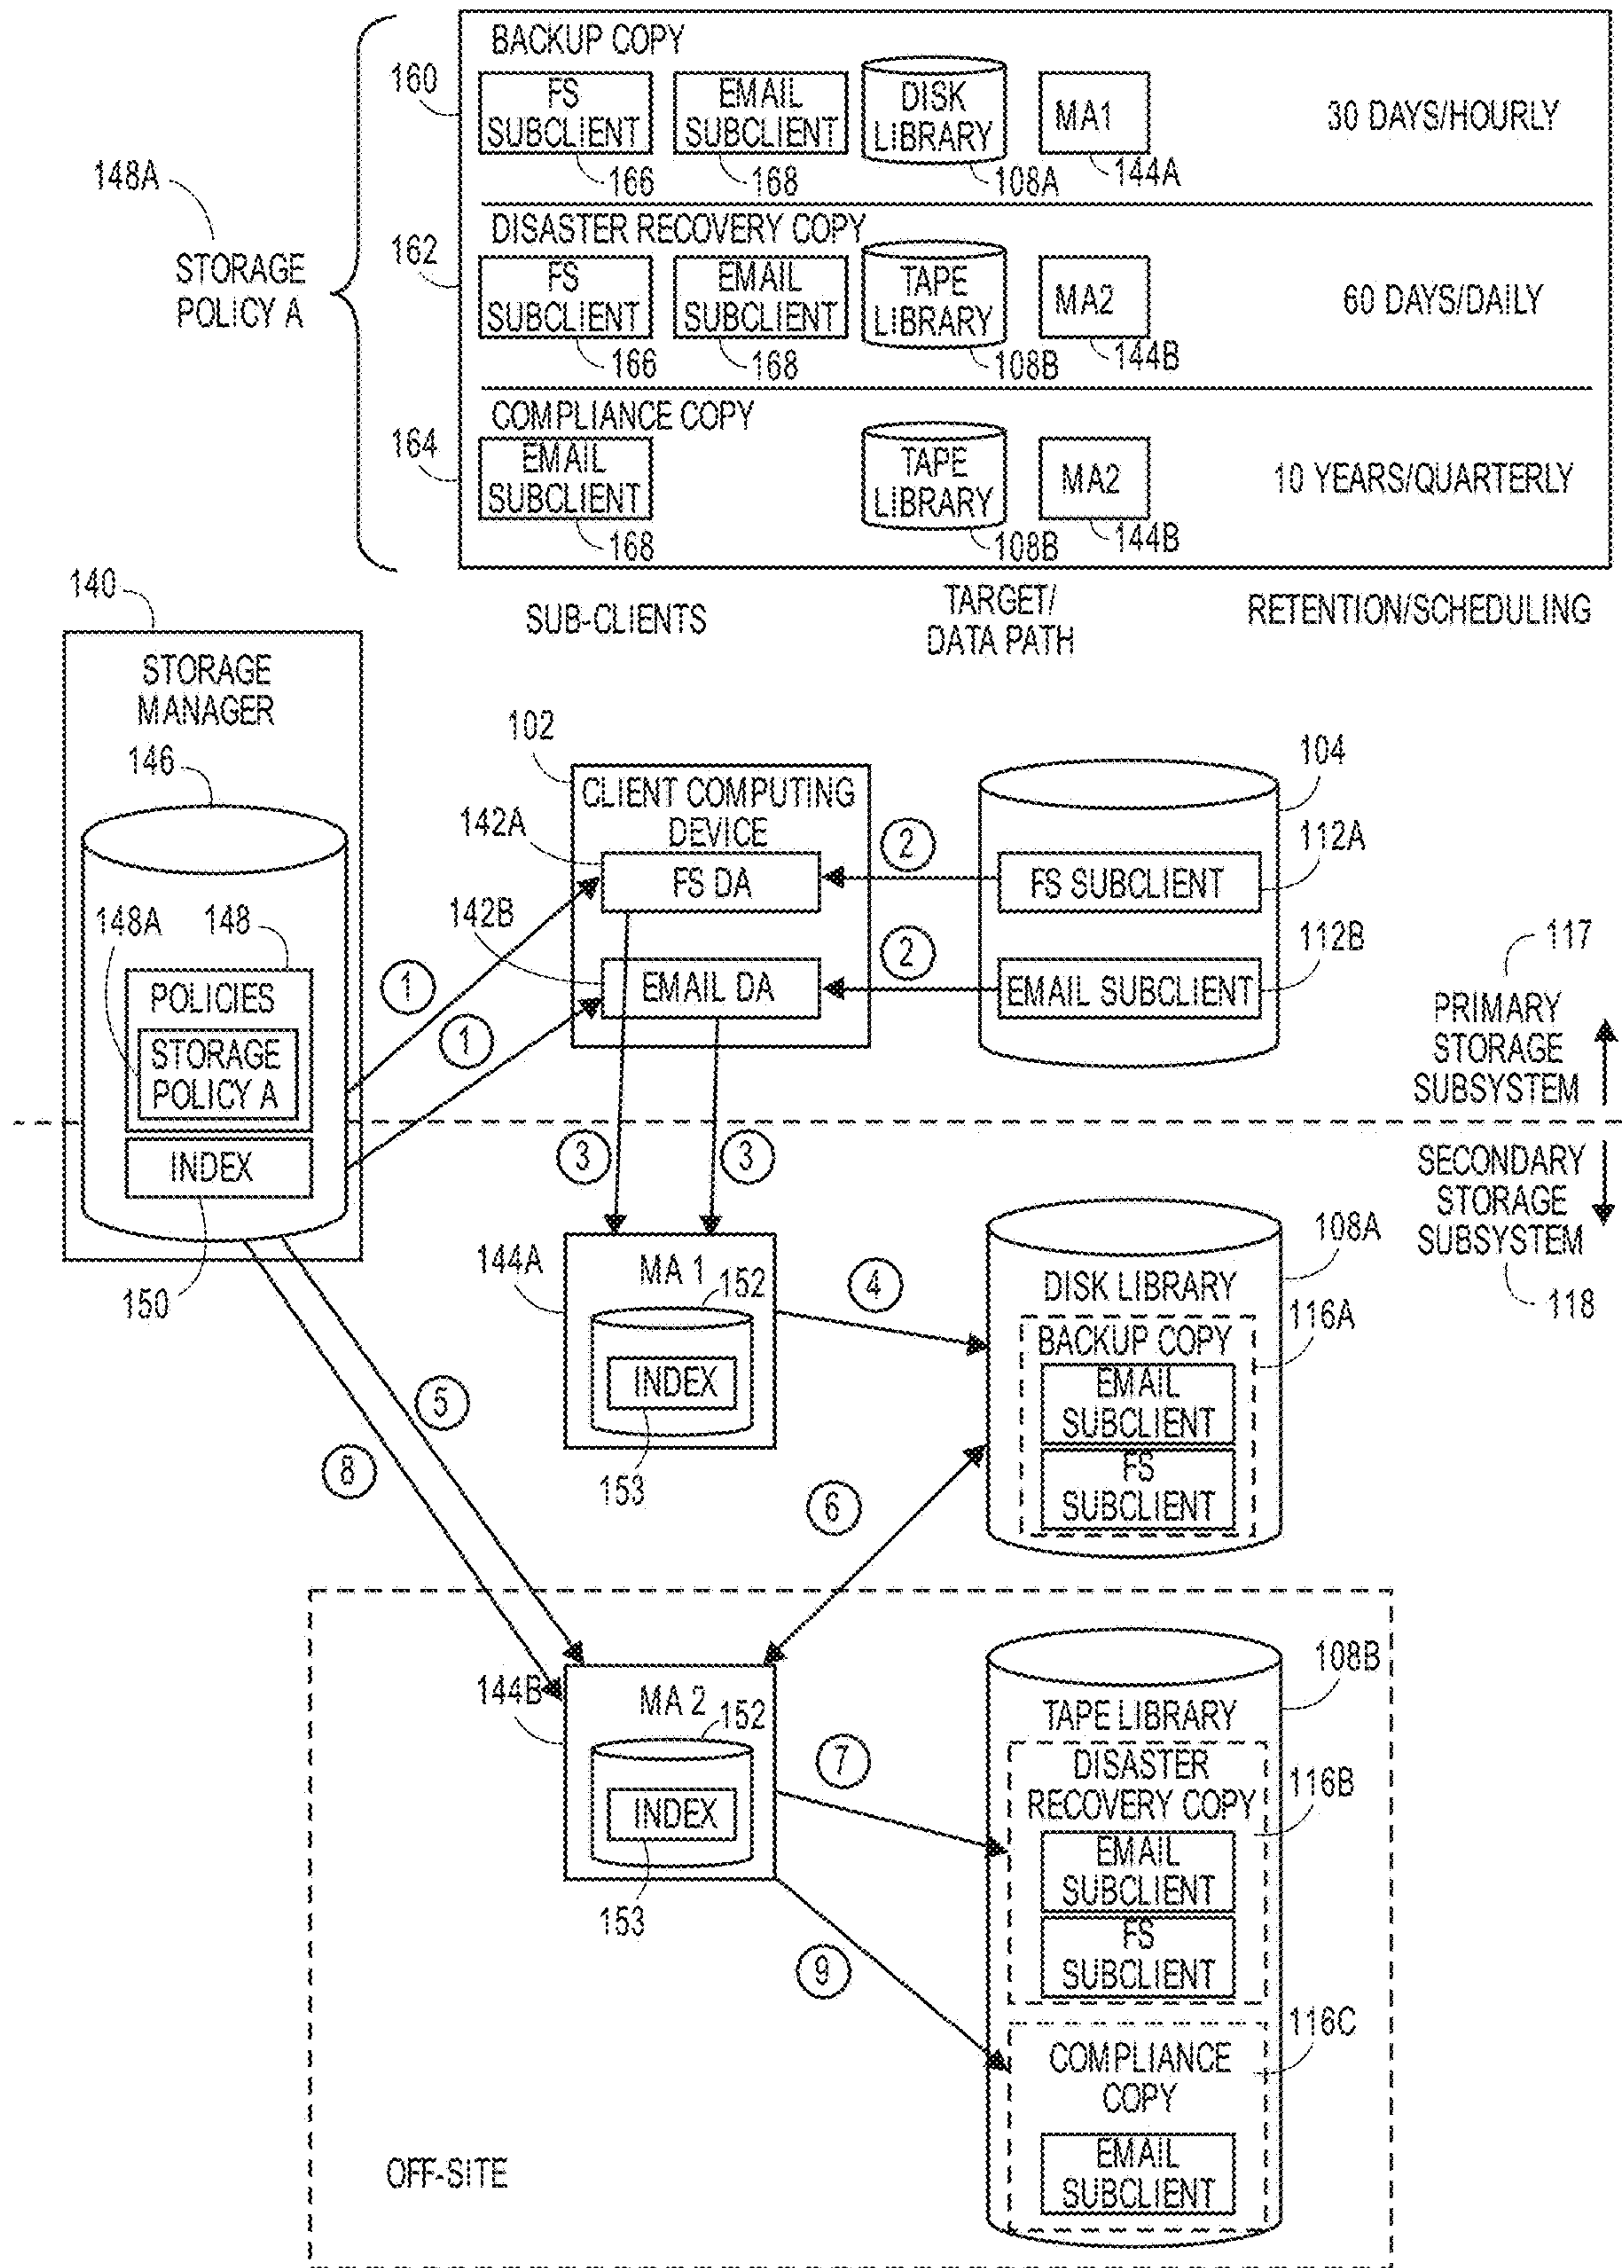 BACKUP COPY
160
FS
SUBCLIENT
166
EMAIL
SUBCLIENT
168
DISK
LIBRARY
108A
MA1
144A
30 DAYS/HOURLY
148A
STORAGE
POLICY A
DISASTER RECOVERY COPY
162
FS
SUBCLIENT
166
EMAIL
SUBCLIENT
168
TAPE
LIBRARY
108B
MA2
144B
60 DAYS/DAILY
COMPLIANCE COPY
164
EMAIL
SUBCLIENT
168
TAPE
LIBRARY
108B
MA2
144B
10 YEARS/QUARTERLY
SUB-CLIENTS
TARGET/
DATA PATH
RETENTION/SCHEDULING
140
STORAGE
MANAGER
146
148A
148
POLICIES
STORAGE
POLICY A
INDEX
150
102
CLIENT COMPUTING
DEVICE
142A
FS DA
142B
EMAIL DA
1
1
2
2
104
FS SUBCLIENT
112A
EMAIL SUBCLIENT
112B
117
PRIMARY
STORAGE
SUBSYSTEM
SECONDARY
STORAGE
SUBSYSTEM
118
3
3
144A
MA 1
152
INDEX
153
4
108A
DISK LIBRARY
116A
BACKUP COPY
EMAIL
SUBCLIENT
FS
SUBCLIENT
5
8
6
144B
MA 2
152
INDEX
153
7
9
108B
TAPE LIBRARY
DISASTER
RECOVERY COPY
116B
EMAIL
SUBCLIENT
FS
SUBCLIENT
116C
COMPLIANCE
COPY
EMAIL
SUBCLIENT
OFF-SITE